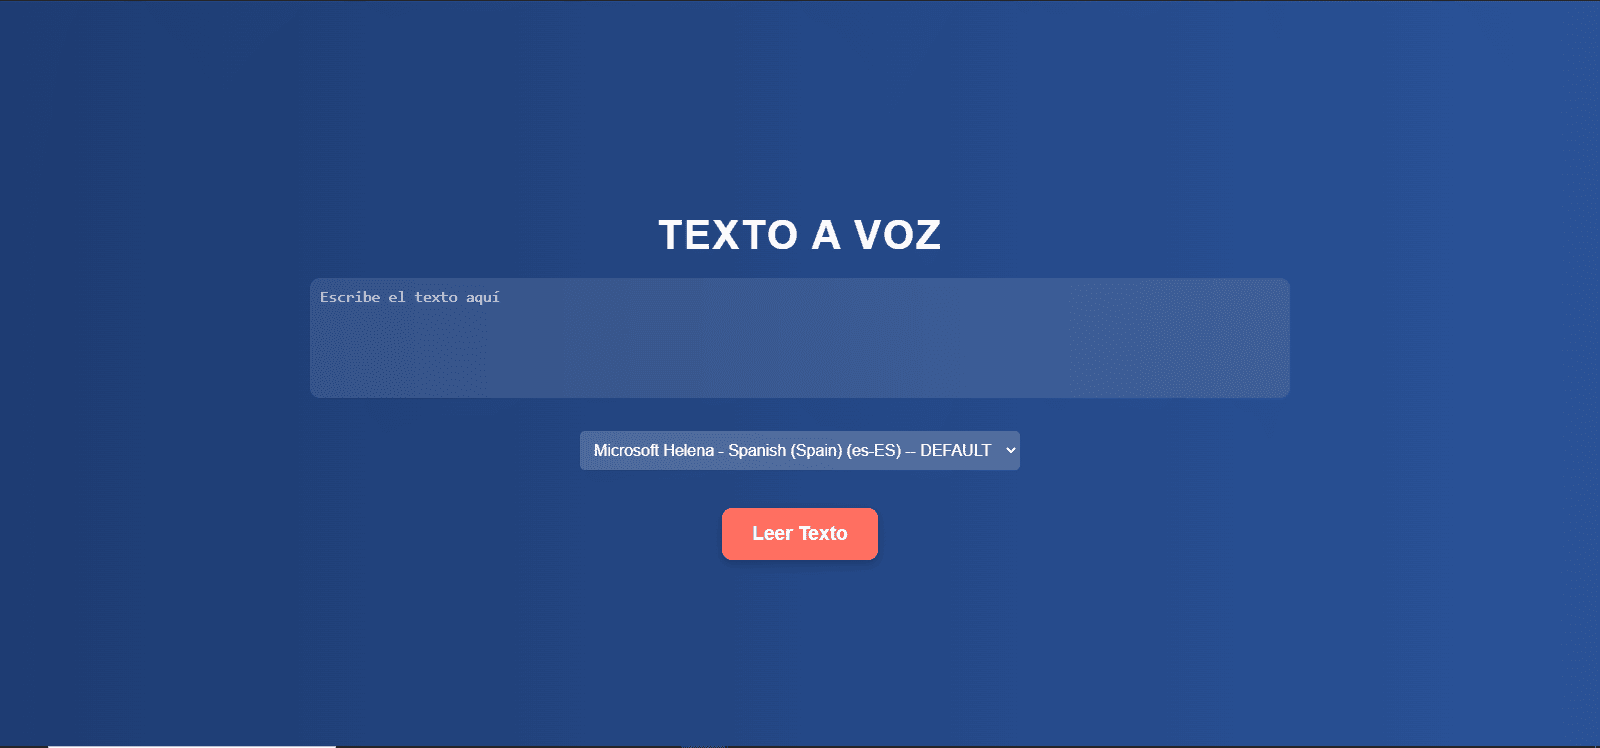 TEXTO A VOZ
Escribe el texto aquí
Microsoft Helena - Spanish (Spain) (es-ES) -- DEFAULT
Leer Texto